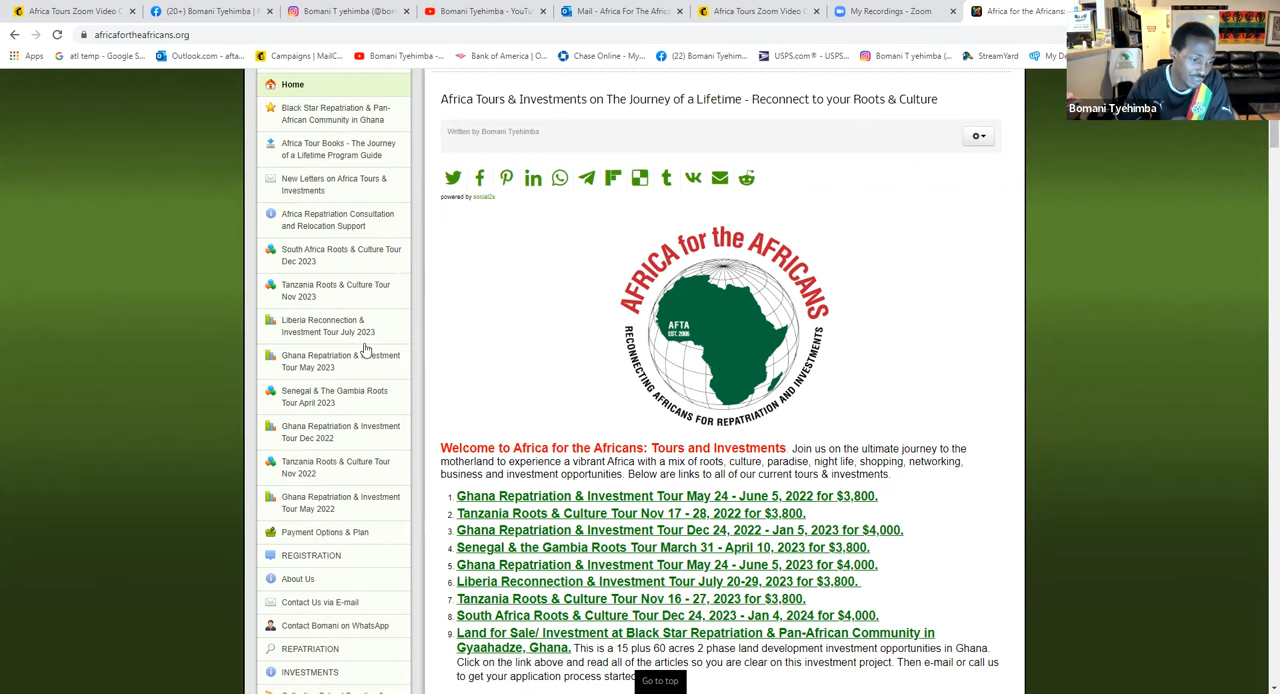 Africa Tours Zoom Video C
(20+) Bomani Tyehimba |
Instagram
Bomani T yehimba (@bom
Bomani Tyehimba - YouTu
Mail - Africa For The Africa
Africa Tours Zoom Video C
My Recordings - Zoom
Africa for the Africans:
africafortheafricans.org
Apps
atl temp - Google S...
Outlook.com - afta...
Campaigns | MailC...
Bomani Tyehimba -...
Bank of America | O...
Chase Online - My...
(22) Bomani Tyehim...
USPS.com® - USPS...
Bomani T yehimba...
StreamYard
My Ca
Bomani Tyehimba
Home
Black Star Repatriation & Pan-
African Community in Ghana
Africa Tour Books - The Journey
of a Lifetime Program Guide
New Letters on Africa Tours &
Investments
Africa Repatriation Consultation
and Relocation Support
South Africa Roots & Culture Tour
Dec 2023
Tanzania Roots & Culture Tour
Nov 2023
Liberia Reconnection &
Investment Tour July 2023
Ghana Repatriation & Investment
Tour May 2023
Senegal & The Gambia Roots
Tour April 2023
Ghana Repatriation & Investment
Tour Dec 2022
Tanzania Roots & Culture Tour
Nov 2022
Ghana Repatriation & Investment
Tour May 2022
Payment Options & Plan
REGISTRATION
About Us
Contact Us via E-mail
Contact Bomani on WhatsApp
REPATRIATION
INVESTMENTS
Africa Tours & Investments on The Journey of a Lifetime - Reconnect to your Roots & Culture
Written by Bomani Tyehimba
powered by social2s
AFRICA for the AFRICANS
AFTA
EST. 2006
RECONNECTING AFRICANS FOR REPATRIATION AND INVESTMENTS
Welcome to Africa for the Africans: Tours and Investments. Join us on the ultimate journey to the
motherland to experience a vibrant Africa with a mix of roots, culture, paradise, night life, shopping, networking,
business and investment opportunities. Below are links to all of our current tours & investments.
1. Ghana Repatriation & Investment Tour May 24 - June 5, 2022 for $3,800.
2. Tanzania Roots & Culture Tour Nov 17 - 28, 2022 for $3,800.
3. Ghana Repatriation & Investment Tour Dec 24, 2022 - Jan 5, 2023 for $4,000.
4. Senegal & the Gambia Roots Tour March 31 - April 10, 2023 for $3,800.
5. Ghana Repatriation & Investment Tour May 24 - June 5, 2023 for $4,000.
6. Liberia Reconnection & Investment Tour July 20-29, 2023 for $3,800.
7. Tanzania Roots & Culture Tour Nov 16 - 27, 2023 for $3,800.
8. South Africa Roots & Culture Tour Dec 24, 2023 - Jan 4, 2024 for $4,000.
9. Land for Sale/ Investment at Black Star Repatriation & Pan-African Community in
Gyaahadze, Ghana. This is a 15 plus 60 acres 2 phase land development investment opportunities in Ghana.
Click on the link above and read all of the articles so you are clear on this investment project. Then e-mail or call us
to get your application process started
Go to top